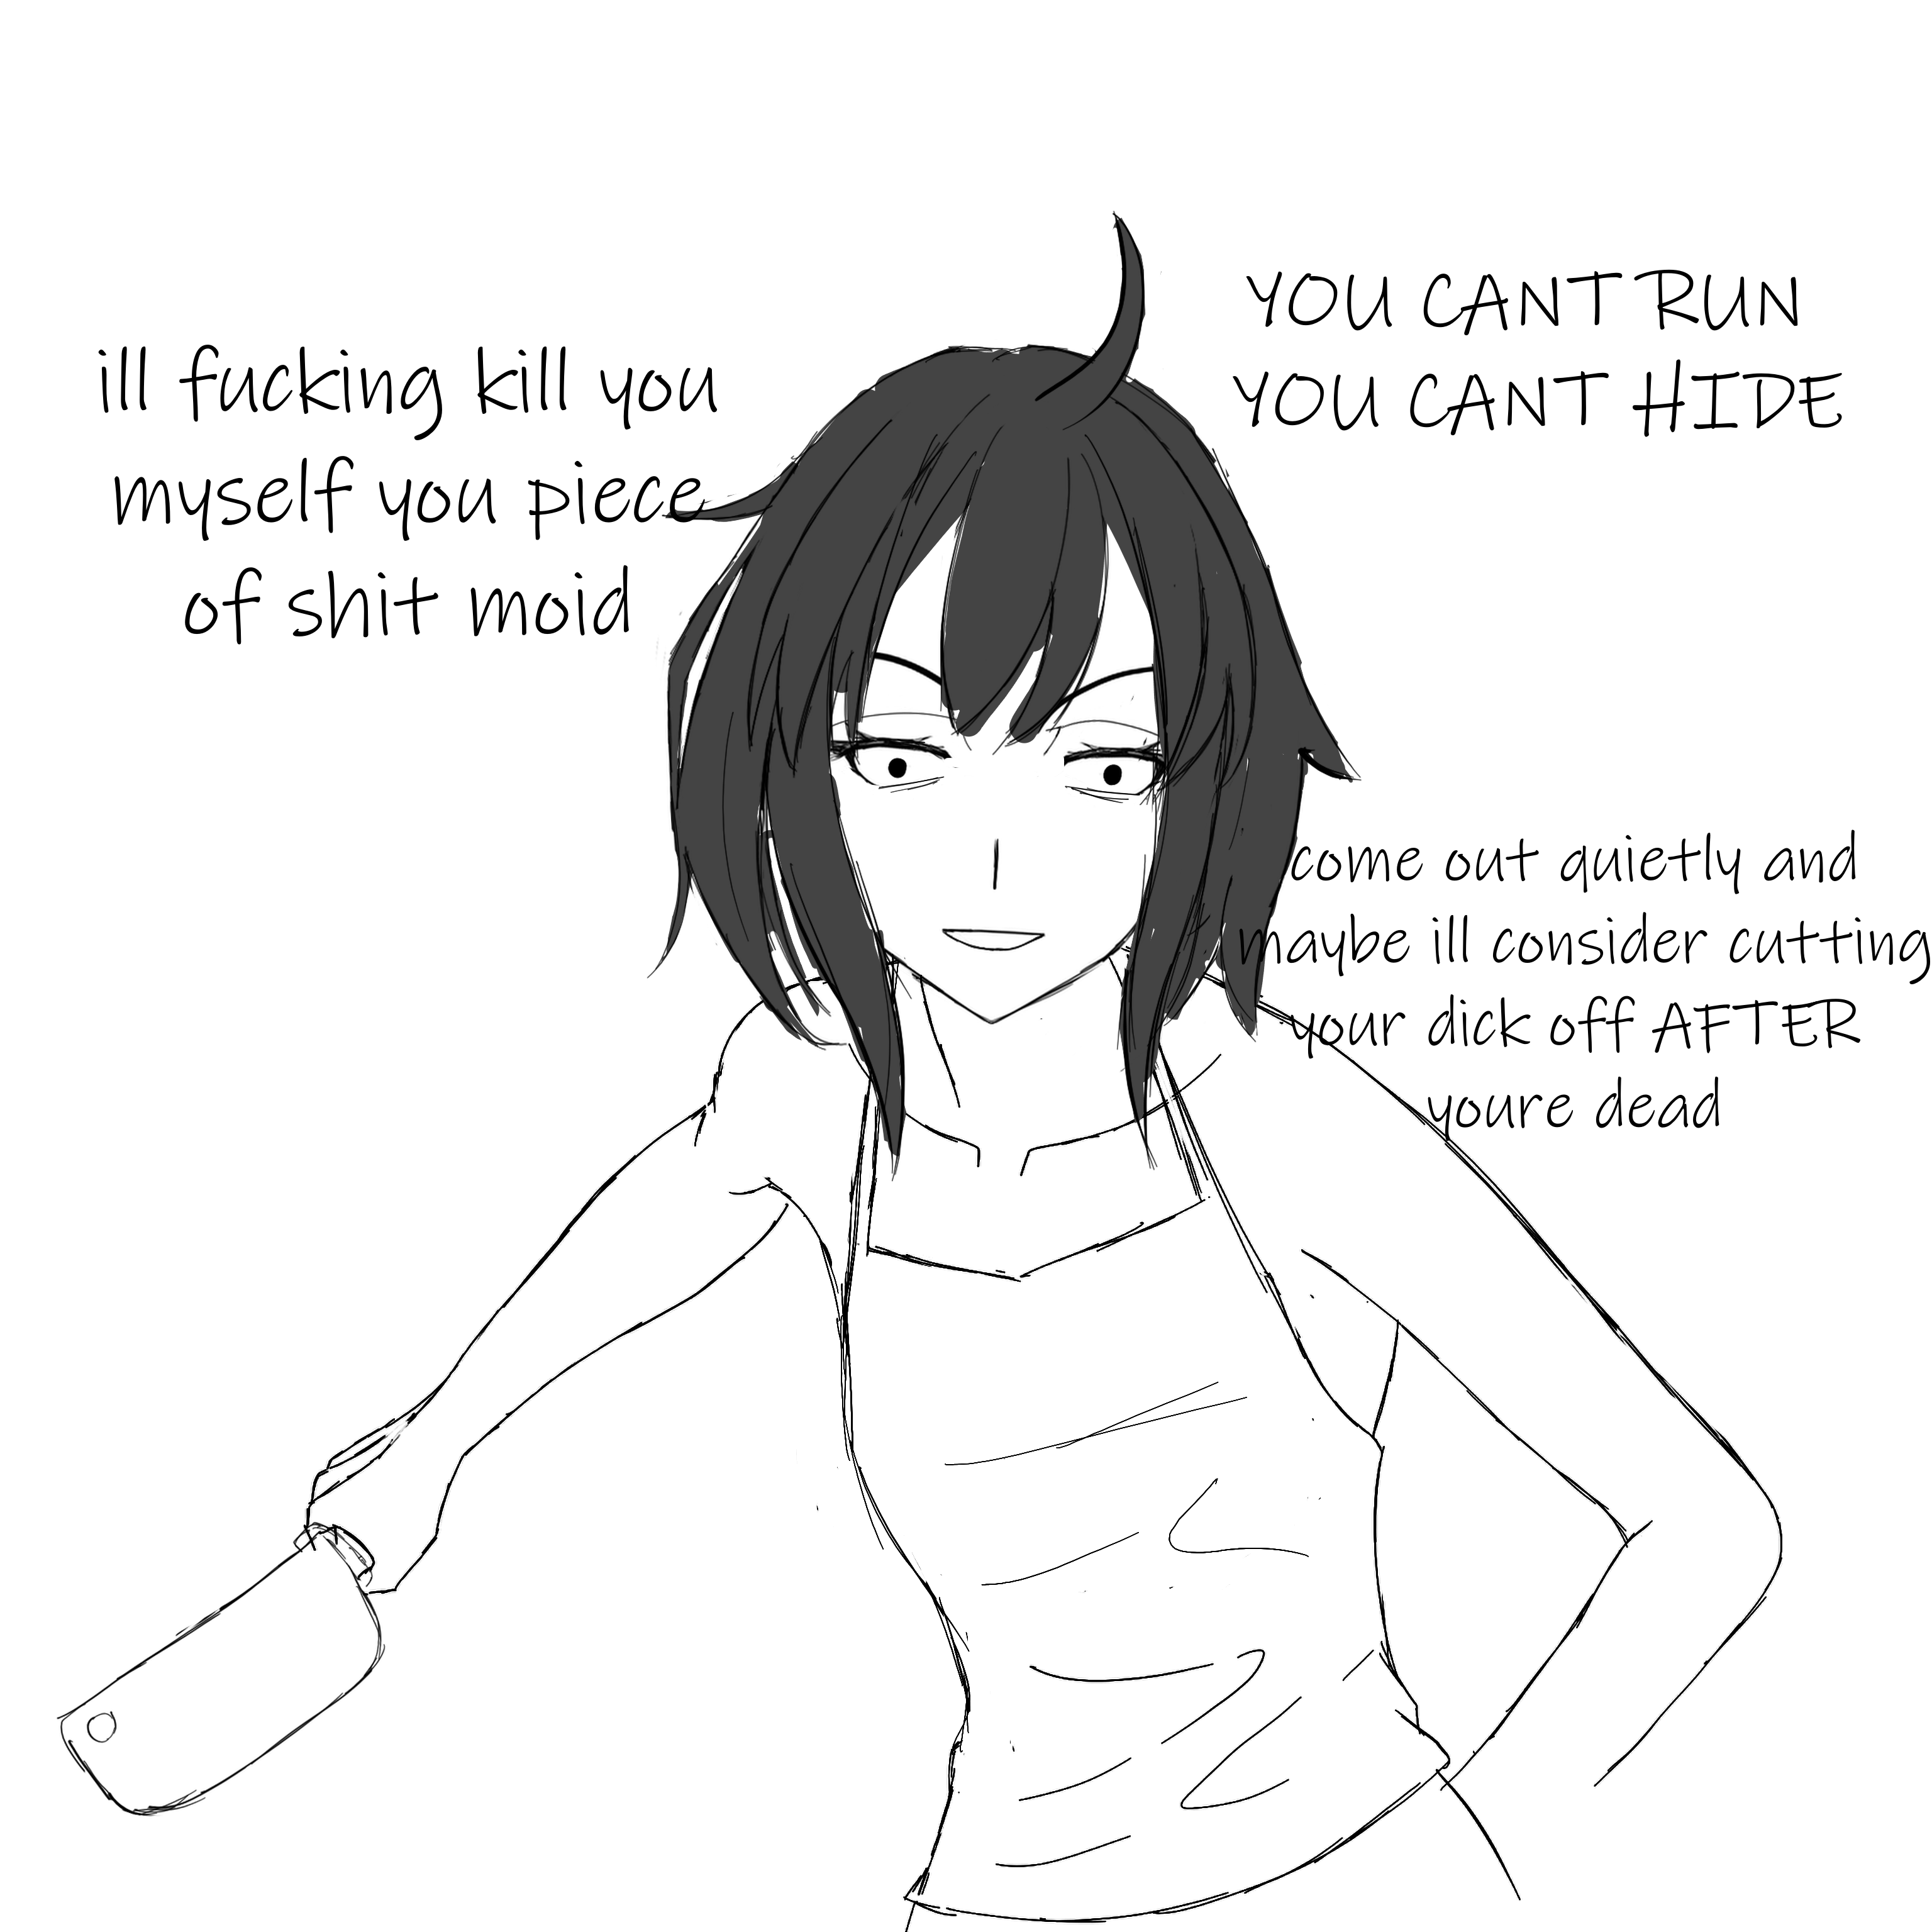 ill fucking kill you
myself you piece
of shit moid
YOU CANT RUN
YOU CANT HIDE
come out quietly and
maybe ill consider cutting
your dick off AFTER
youre dead